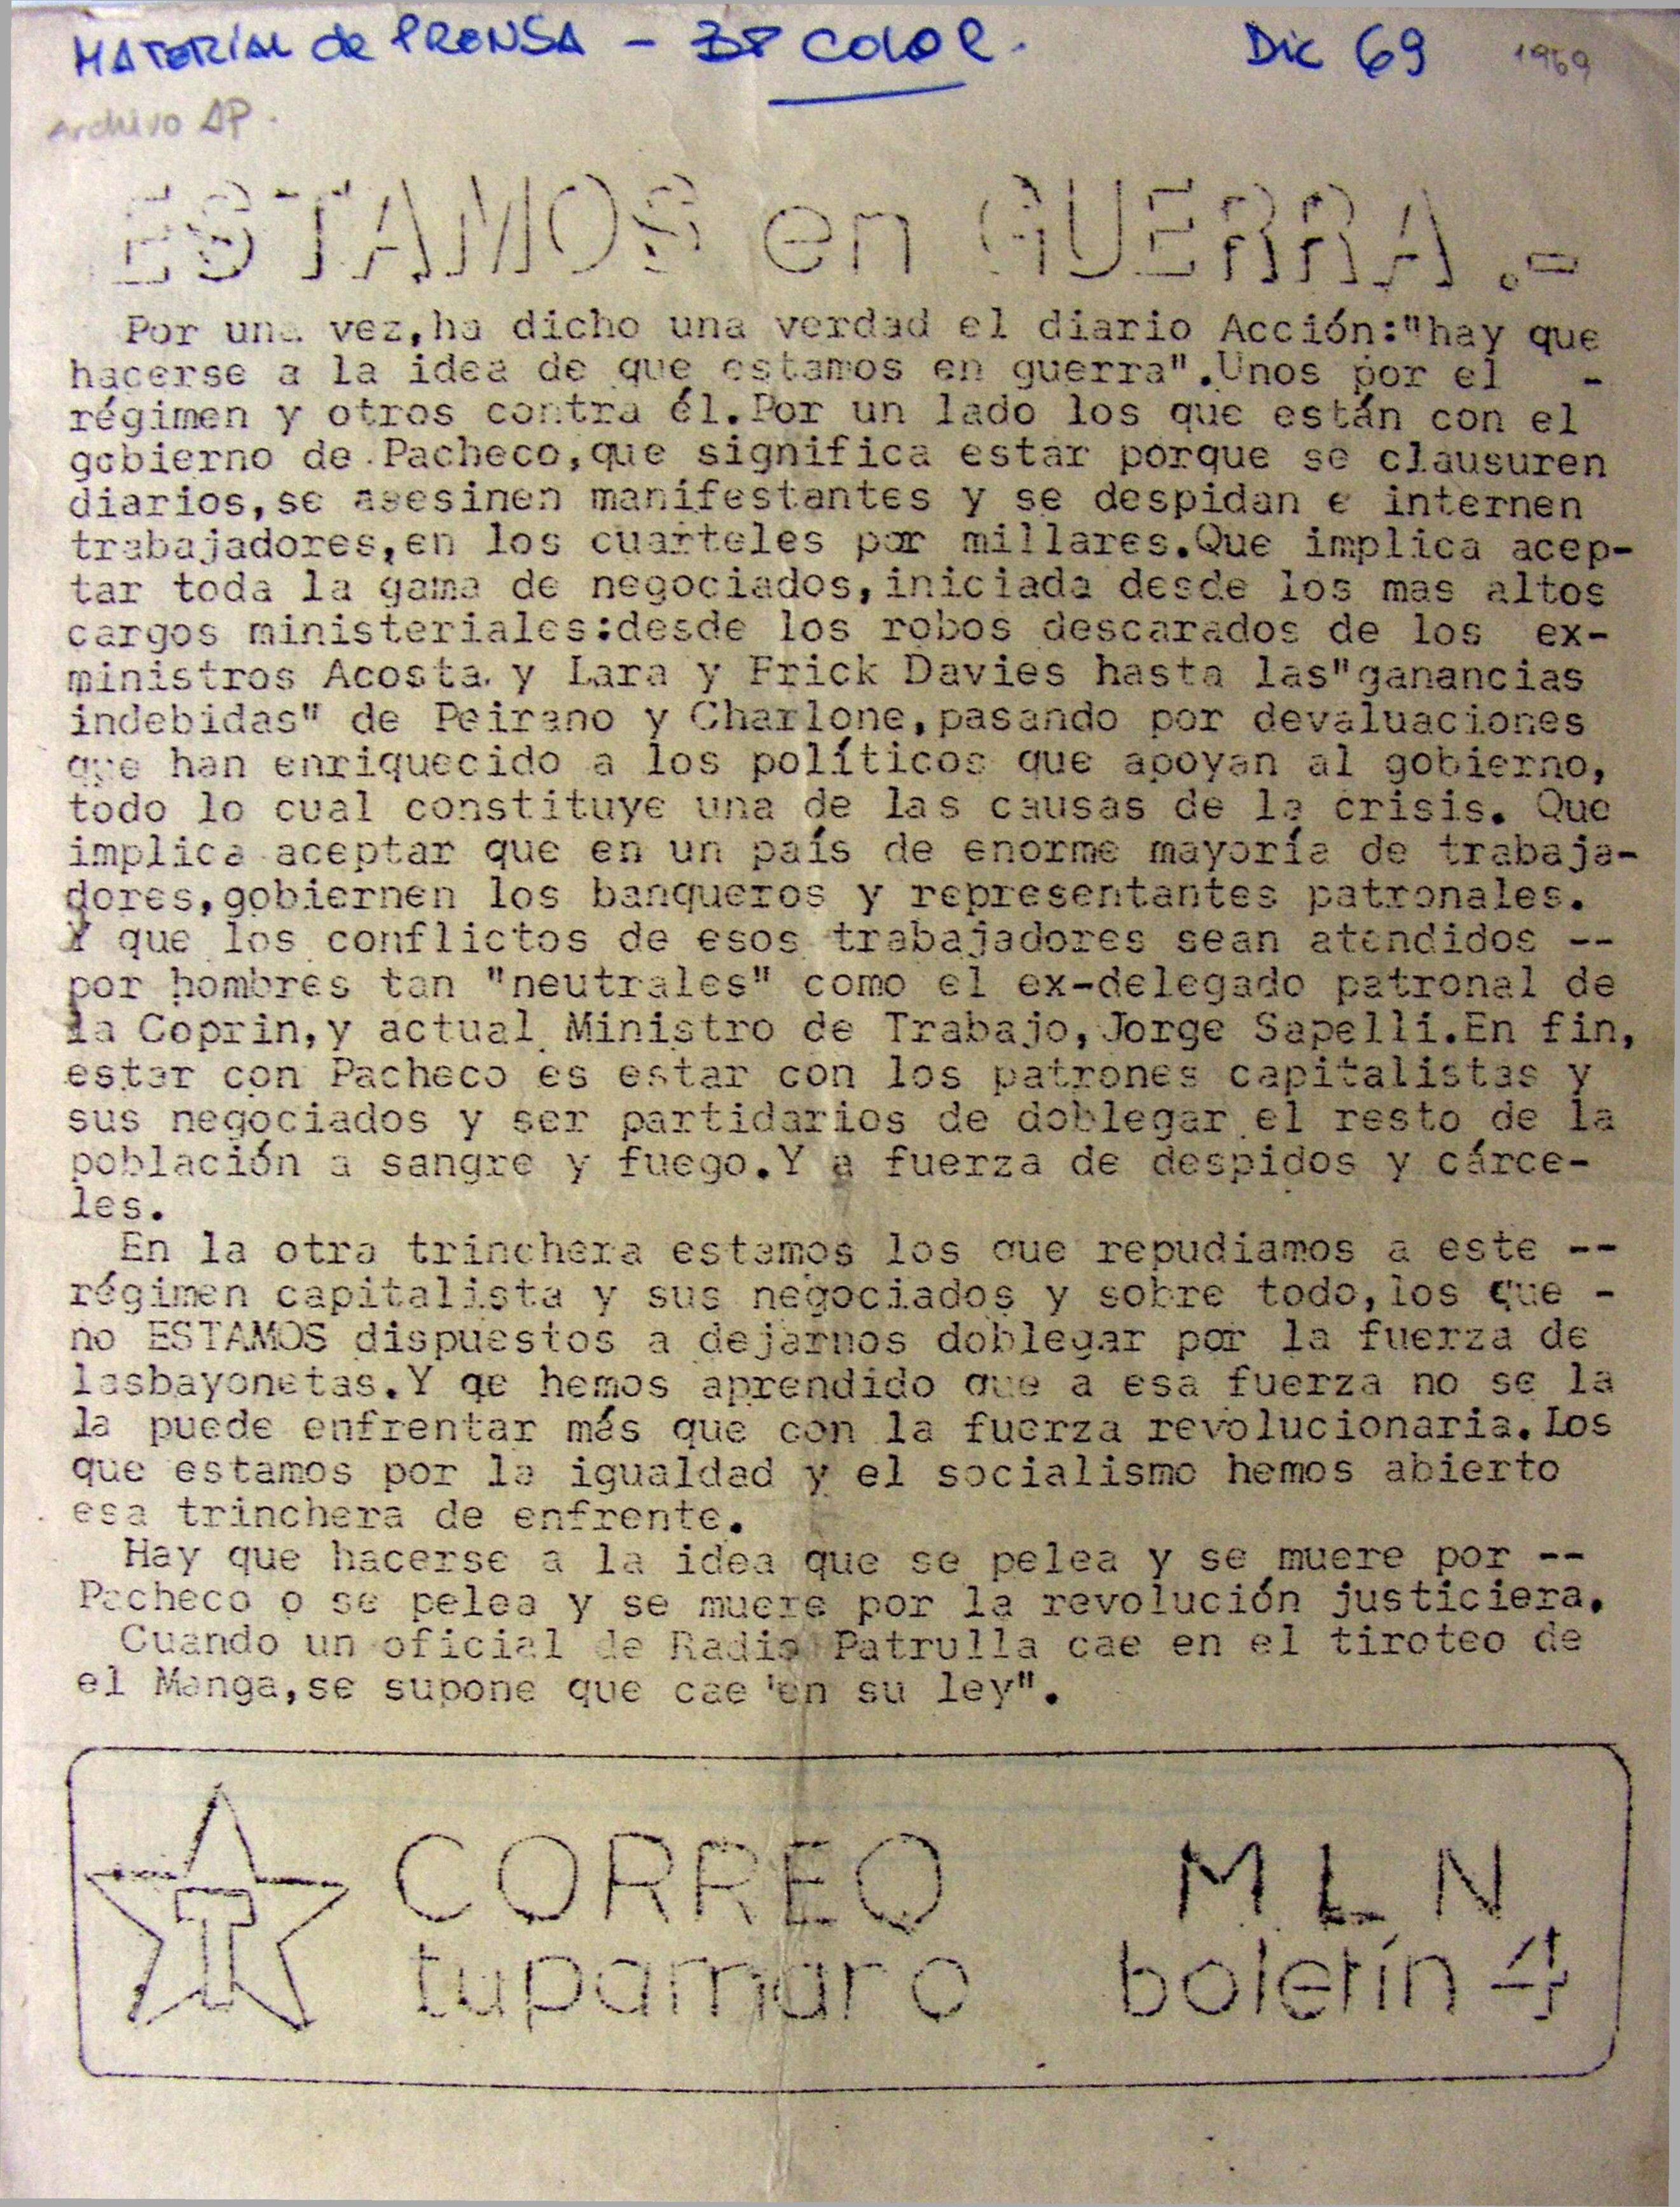 MATERIAL de PRENSA - Bº COLOR. Dic 69 1969
Archivo AP.
ESTAMOS en GUERRA.-
Por una vez,ha dicho una verdad el diario Acción:"hay que
hacerse a la idea de que estamos en guerra".Unos por el -
régimen y otros contra él.Por un lado los que están con el
gobierno de Pacheco,que significa estar porque se clausuren
diarios,se asesinen manifestantes y se despidan e internen
trabajadores,en los cuarteles por millares.Que implica acep-
tar toda la gama de negociados,iniciada desde los mas altos
cargos ministeriales:desde los robos descarados de los ex-
ministros Acosta y Lara y Frick Davies hasta las"ganancias
indebidas" de Peirano y Charlone,pasando por devaluaciones
que han enriquecido a los políticos que apoyan al gobierno,
todo lo cual constituye una de las causas de la crisis. Que
implica aceptar que en un país de enorme mayoría de trabaja-
dores,gobiernen los banqueros y representantes patronales.
Y que los conflictos de esos trabajadores sean atendidos --
por hombres tan "neutrales" como el ex-delegado patronal de
la Coprin,y actual Ministro de Trabajo,Jorge Sapelli.En fin,
estar con Pacheco es estar con los patrones capitalistas y
sus negociados y ser partidarios de doblegar el resto de la
población a sangre y fuego.Y a fuerza de despidos y cárce-
les.
En la otra trinchera estamos los que repudiamos a este --
régimen capitalista y sus negociados y sobre todo,los que -
no ESTAMOS dispuestos a dejarnos doblegar por la fuerza de
lasbayonetas.Y qe hemos aprendido que a esa fuerza no se la
la puede enfrentar más que con la fuerza revolucionaria.Los
que estamos por la igualdad y el socialismo hemos abierto
esa trinchera de enfrente.
Hay que hacerse a la idea que se pelea y se muere por --
Pacheco o se pelea y se muere por la revolución justiciera.
Cuando un oficial de Radio Patrulla cae en el tiroteo de
el Manga,se supone que cae "en su ley".
T
CORREO M L N
tupamaro boletín 4